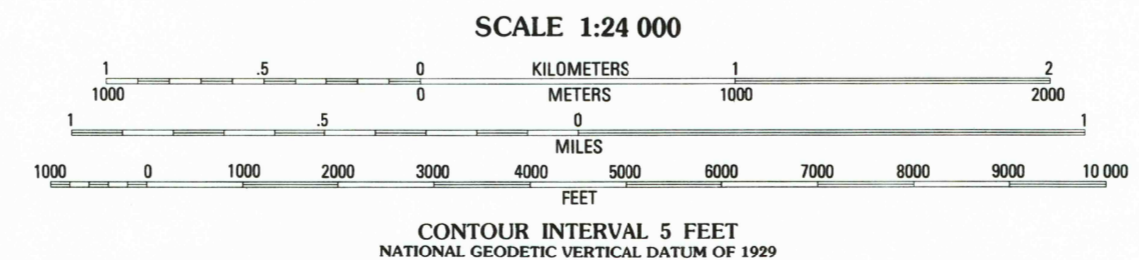 SCALE 1:24 000
1 .5 0 KILOMETERS 1 2
1000 0 METERS 1000 2000
1 .5 0 1
MILES
1000 0 1000 2000 3000 4000 5000 6000 7000 8000 9000 10 000
FEET
CONTOUR INTERVAL 5 FEET
NATIONAL GEODETIC VERTICAL DATUM OF 1929